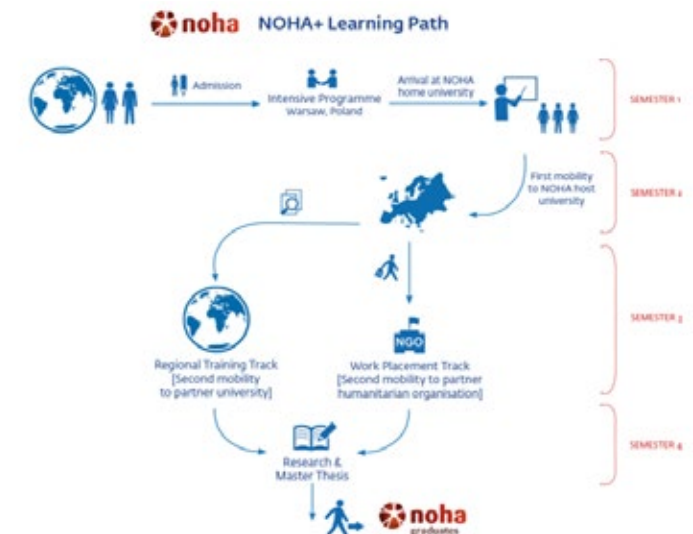 noha NOHA+ Learning Path
Admission
Intensive Programme
Warsaw, Poland
Arrival at NOHA
home university
SEMESTER 1
First mobility
to NOHA host
university
SEMESTER 2
NGO
Regional Training Track
[Second mobility
to partner university]
Work Placement Track
[Second mobility to partner
humanitarian organisation]
SEMESTER 3
Research &
Master Thesis
SEMESTER 4
noha
graduates